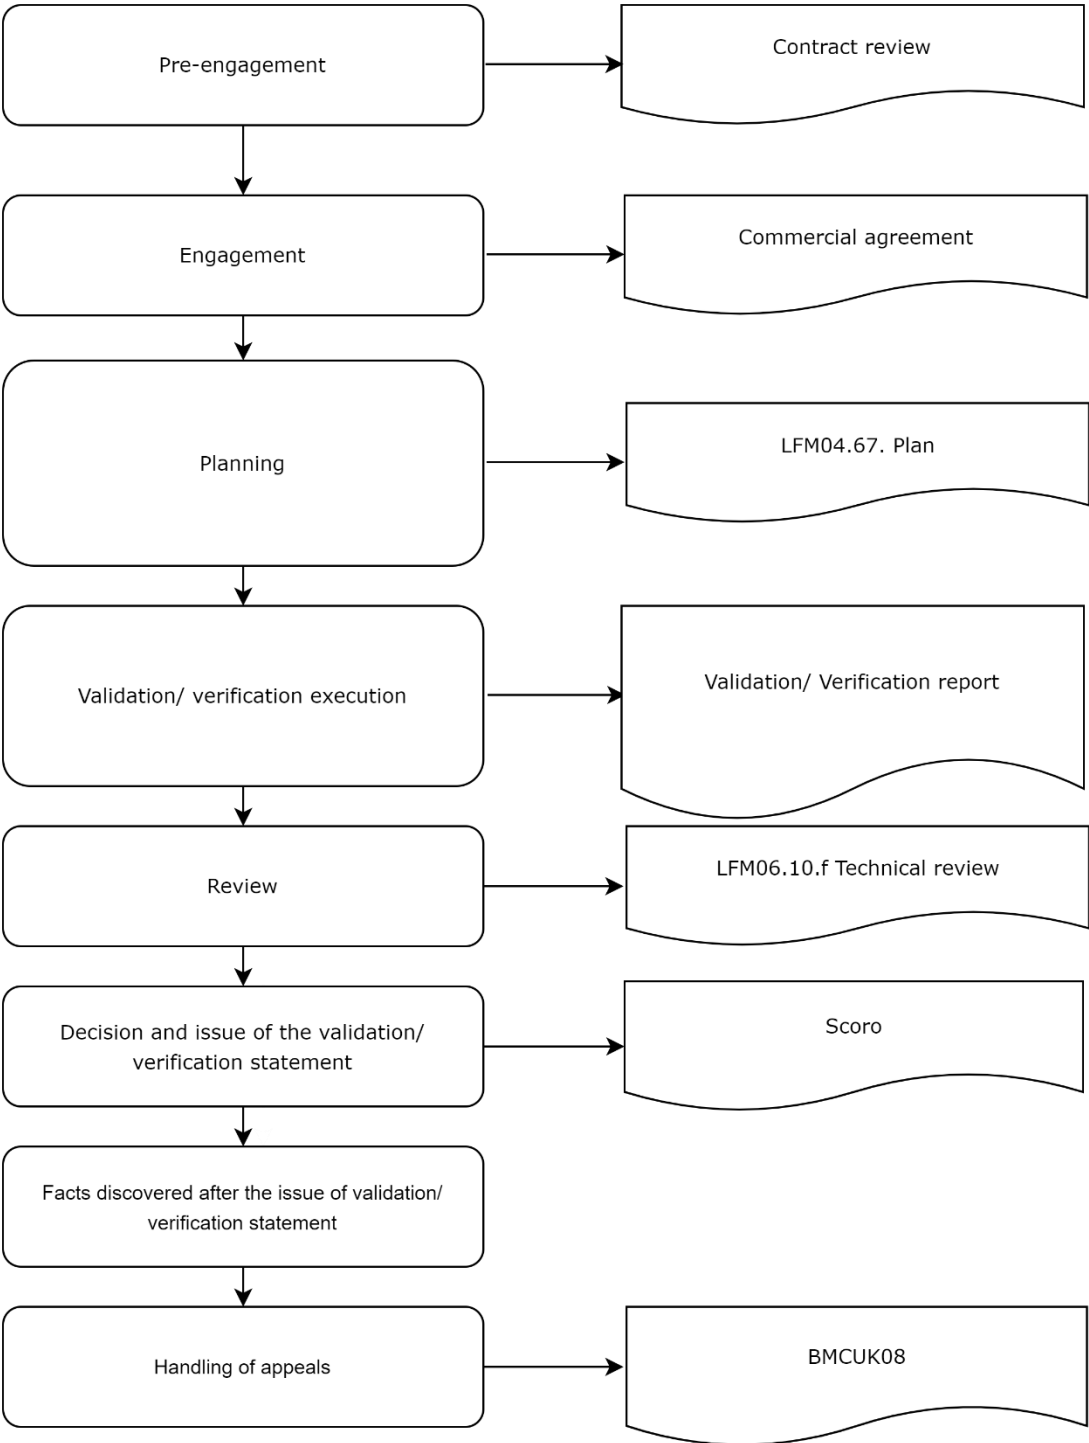 Pre-engagement
Contract review
Engagement
Commercial agreement
Planning
LFM04.67. Plan
Validation/ verification execution
Validation/ Verification report
Review
LFM06.10.f Technical review
Decision and issue of the validation/
verification statement
Scoro
Facts discovered after the issue of validation/
verification statement
Handling of appeals
BMCUK08